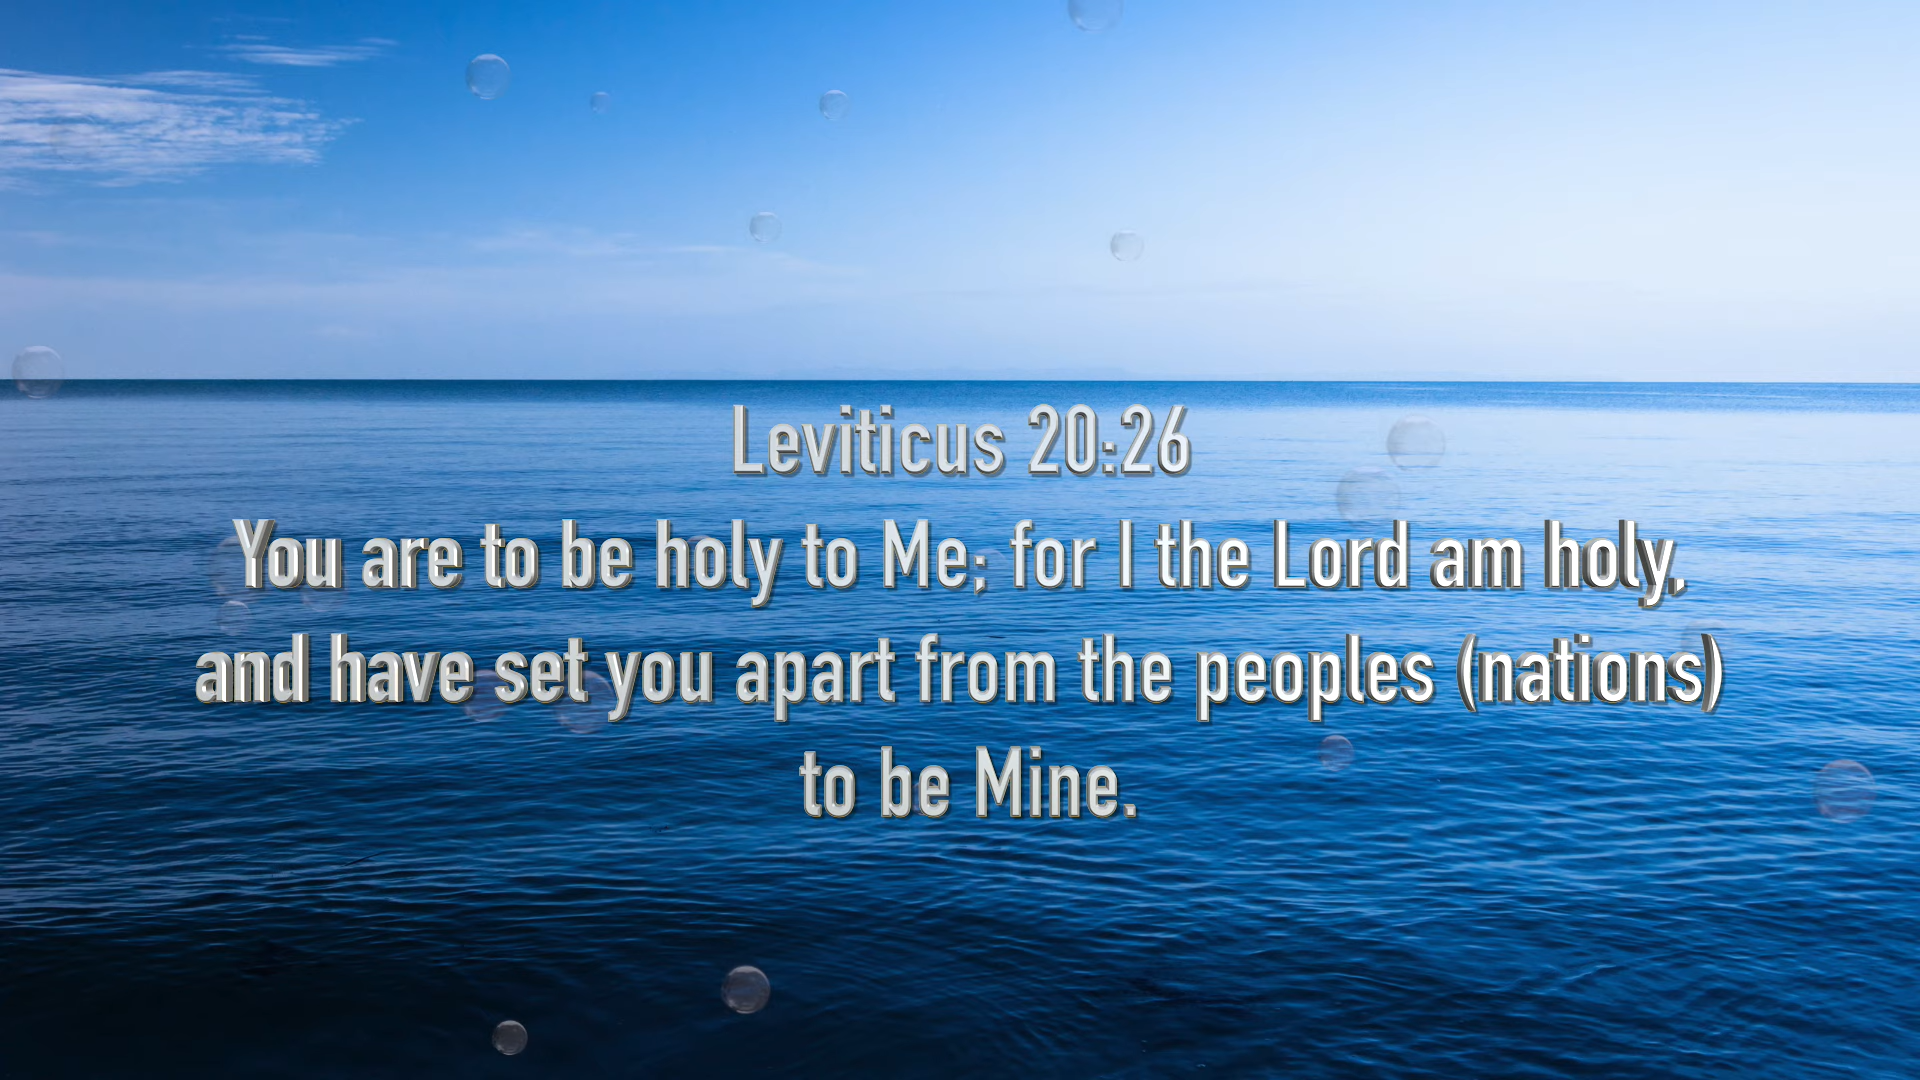 Leviticus 20:26
You are to be holy to Me; for I the Lord am holy,
and have set you apart from the peoples (nations)
to be Mine.